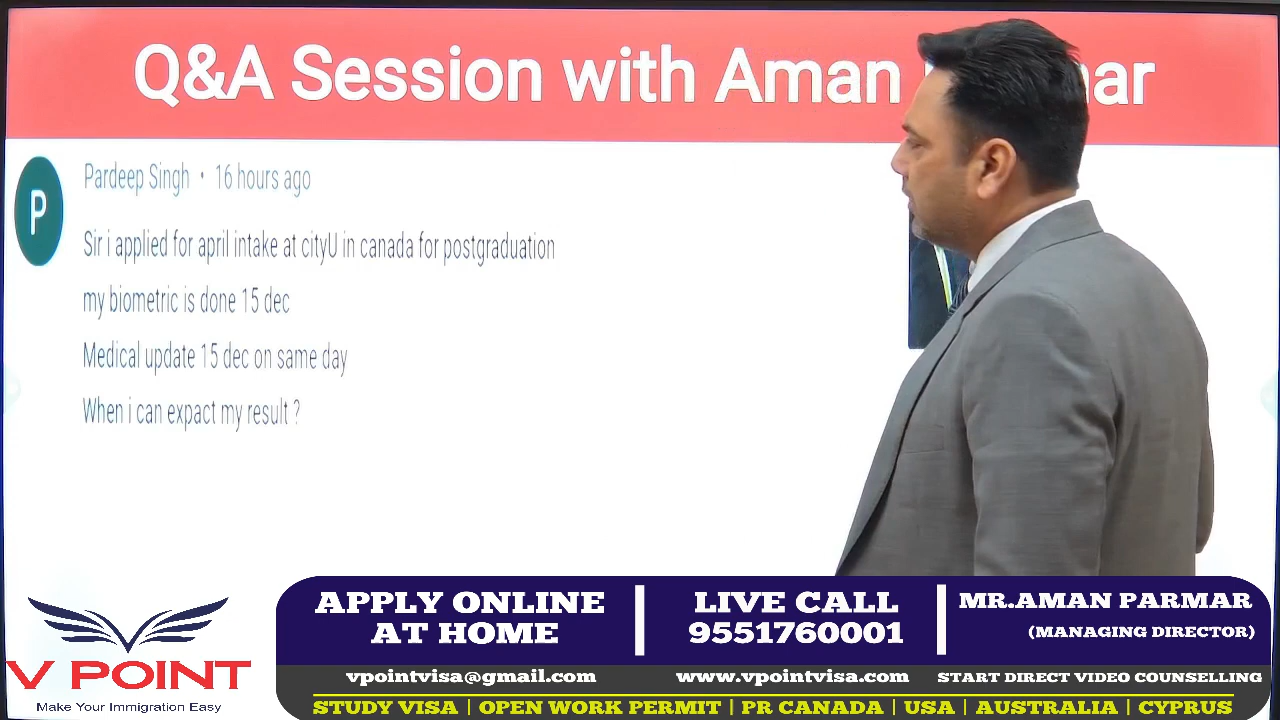 Q&A Session with Aman
P
Pardeep Singh • 16 hours ago
Sir i applied for april intake at cityU in canada for postgraduation
my biometric is done 15 dec
Medical update 15 dec on same day
When i can expact my result ?
V POINT
Make Your Immigration Easy
APPLY ONLINE
AT HOME
LIVE CALL
9551760001
MR.AMAN PARMAR
(MANAGING DIRECTOR)
vpointvisa@gmail.com
www.vpointvisa.com
START DIRECT VIDEO COUNSELLING
STUDY VISA | OPEN WORK PERMIT | PR CANADA | USA | AUSTRALIA | CYPRUS